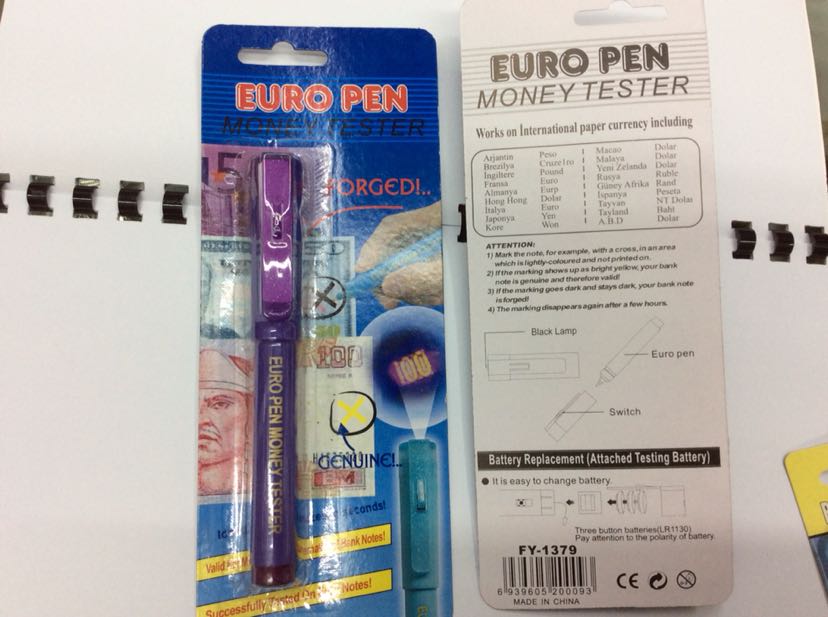 EURO PEN
MONEY TESTER
FORGED!..
100
100
GENUINE!..
EURO PEN MONEY TESTER
Bank Notes!
Successfully Tested On Notes!
EURO PEN
MONEY TESTER
Works on International paper currency including
Arjantin Peso Macao Dolar
Brezilya Cruzeiro Malaya Dolar
Ingiltere Pound Yeni Zelanda Dolar
Fransa Euro Rusya Ruble
Almanya Eurp Güney Afrika Rand
Hong Hong Dolar Ispanya Peseta
Italya Euro Tayvan NT Dolar
Japonya Yen Tayland Baht
Kore Won A.B.D Dolar
ATTENTION:
1) Mark the note, for example, with a cross, in an area
which is lightly-coloured and not printed on.
2) If the marking shows up as bright yellow, your bank
note is genuine and therefore valid!
3) If the marking goes dark and stays dark, your bank note
is forged!
4) The marking disappears again after a few hours.
Black Lamp
Euro pen
Switch
Battery Replacement (Attached Testing Battery)
It is easy to change battery.
Three button batteries(LR1130)
Pay attention to the polarity of battery.
FY-1379
6 939605 200093
MADE IN CHINA
CE